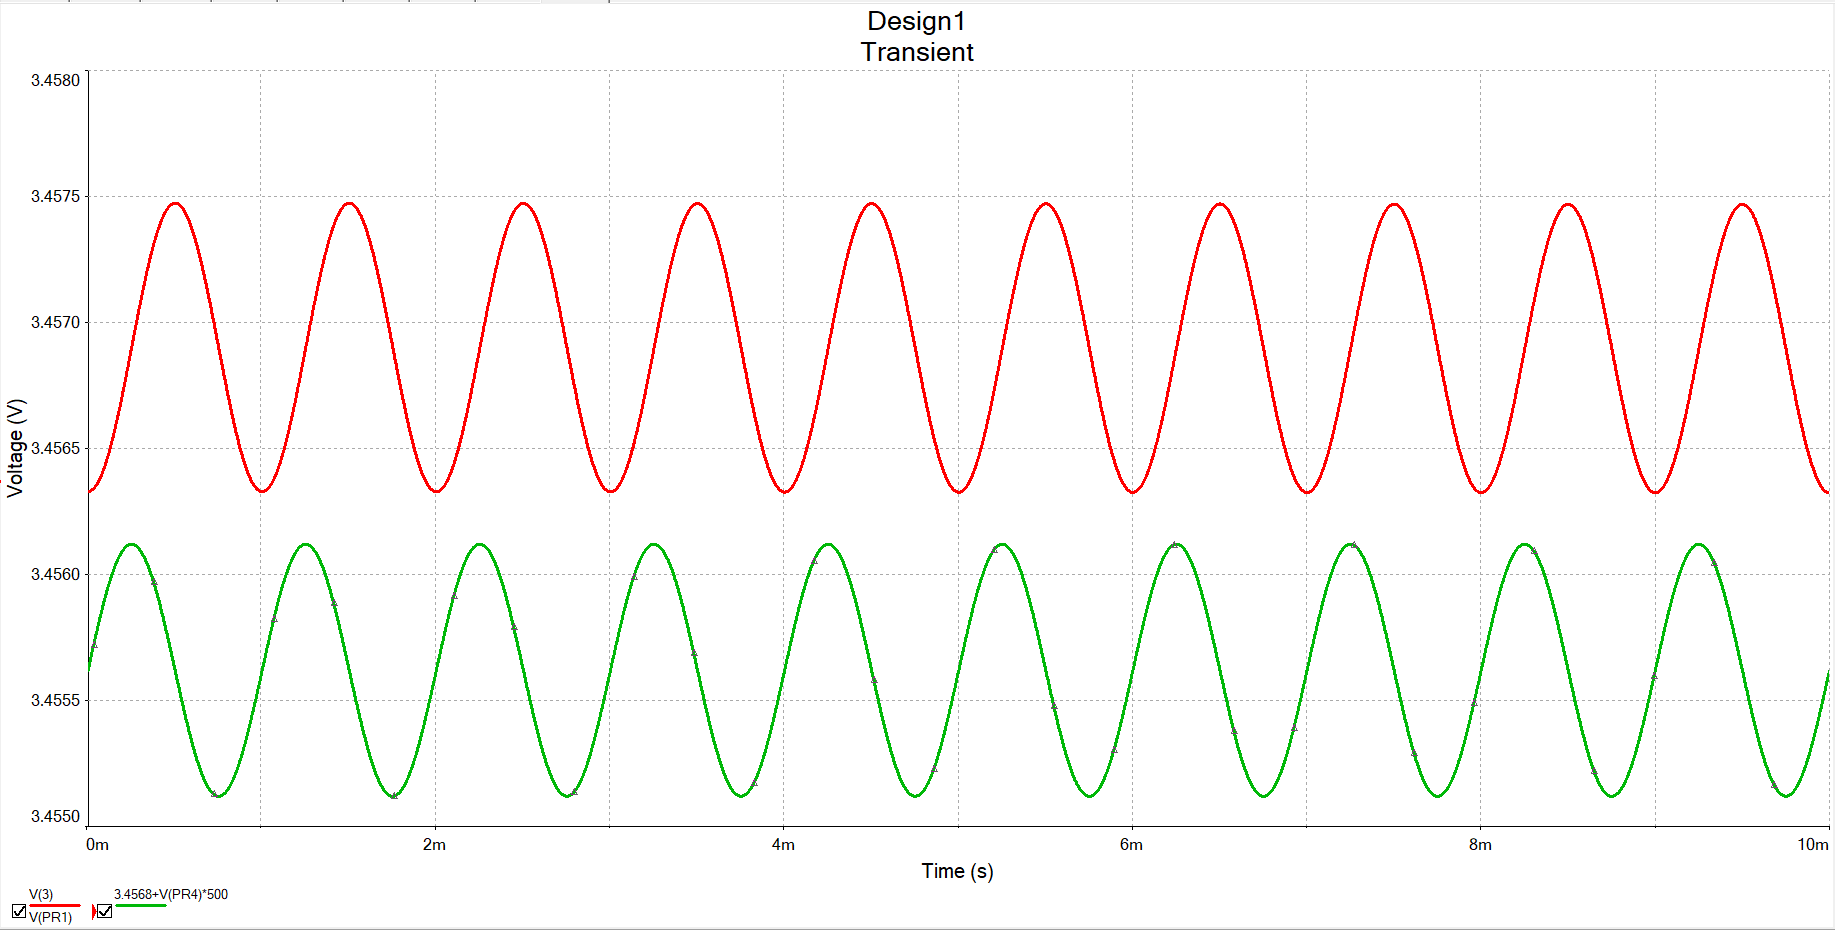 Design1
Transient
3.4580
3.4575
3.4570
3.4565
3.4560
3.4555
3.4550
Voltage (V)
0m
2m
4m
6m
8m
10m
Time (s)
V(3)
3.4568+V(PR4)*500
V(PR1)